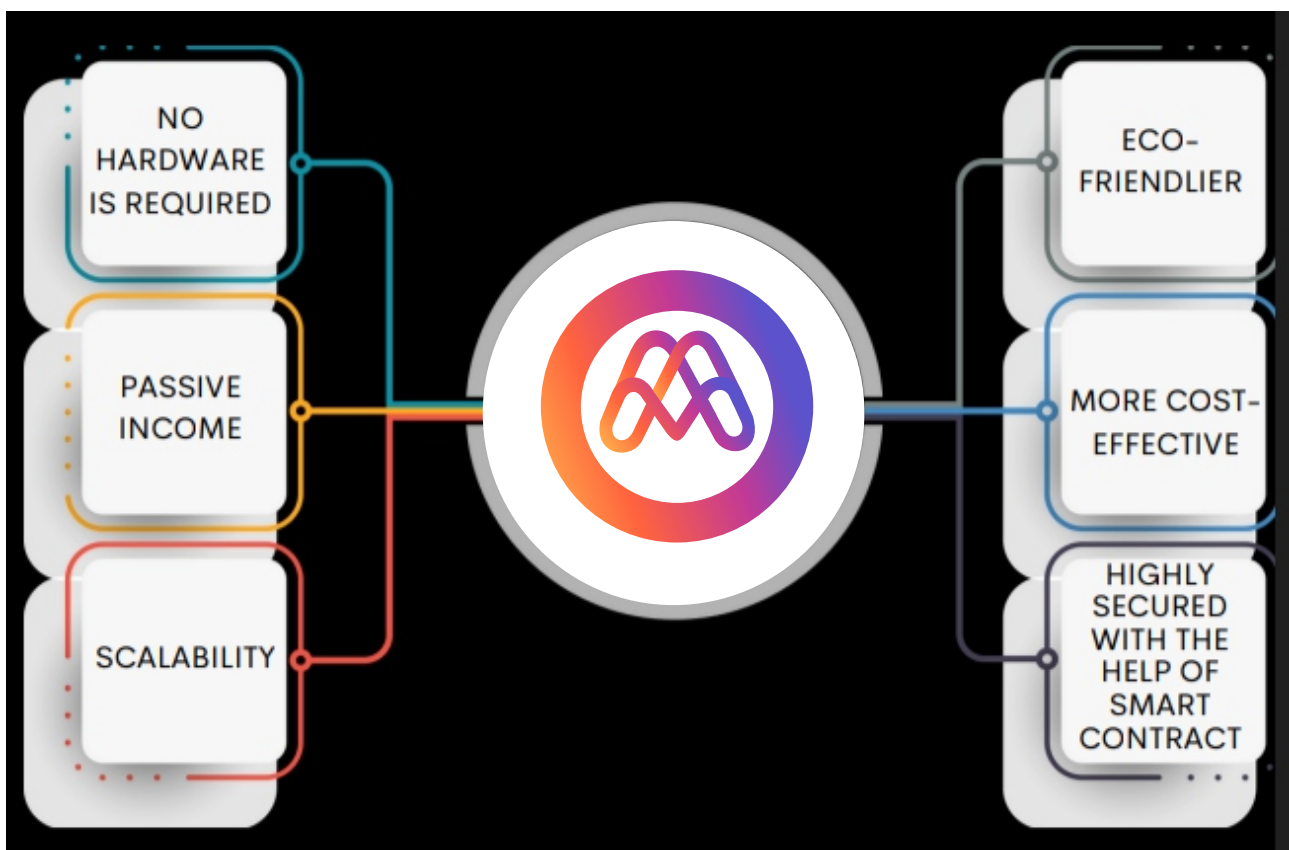 NO
HARDWARE
IS REQUIRED
PASSIVE
INCOME
SCALABILITY
ECO-
FRIENDLIER
MORE COST-
EFFECTIVE
HIGHLY
SECURED
WITH THE
HELP OF
SMART
CONTRACT